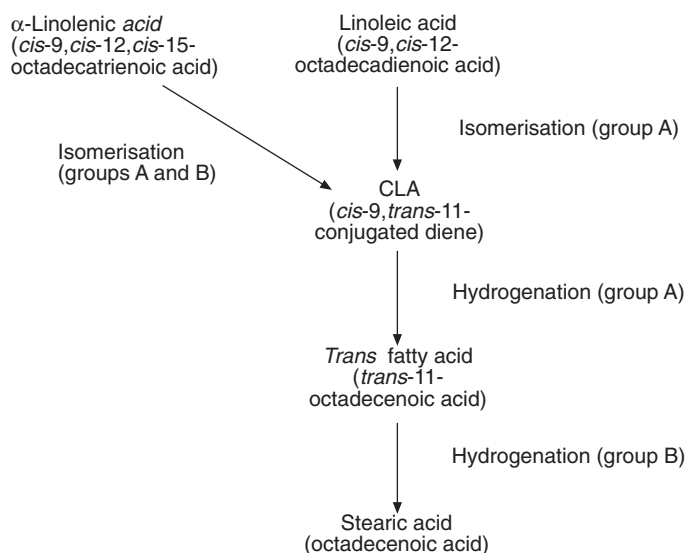 α-Linolenic acid
(cis-9,cis-12,cis-15-
octadecatrienoic acid)
Linoleic acid
(cis-9,cis-12-
octadecadienoic acid)
Isomerisation (group A)
Isomerisation
(groups A and B)
CLA
(cis-9,trans-11-
conjugated diene)
Hydrogenation (group A)
Trans fatty acid
(trans-11-
octadecenoic acid)
Hydrogenation (group B)
Stearic acid
(octadecenoic acid)